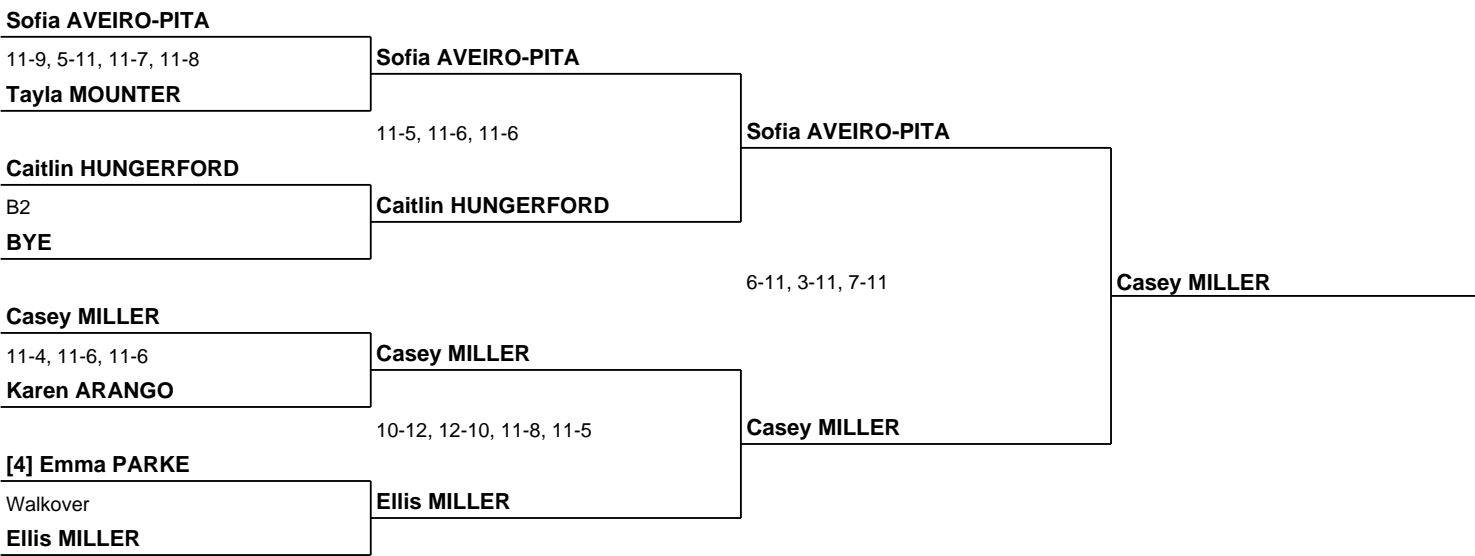 Sofia AVEIRO-PITA
11-9, 5-11, 11-7, 11-8
Tayla MOUNTER
Caitlin HUNGERFORD
B2
BYE
Casey MILLER
11-4, 11-6, 11-6
Karen ARANGO
[4] Emma PARKE
Walkover
Ellis MILLER
Sofia AVEIRO-PITA
11-5, 11-6, 11-6
Caitlin HUNGERFORD
Casey MILLER
10-12, 12-10, 11-8, 11-5
Ellis MILLER
Sofia AVEIRO-PITA
6-11, 3-11, 7-11
Casey MILLER
Casey MILLER